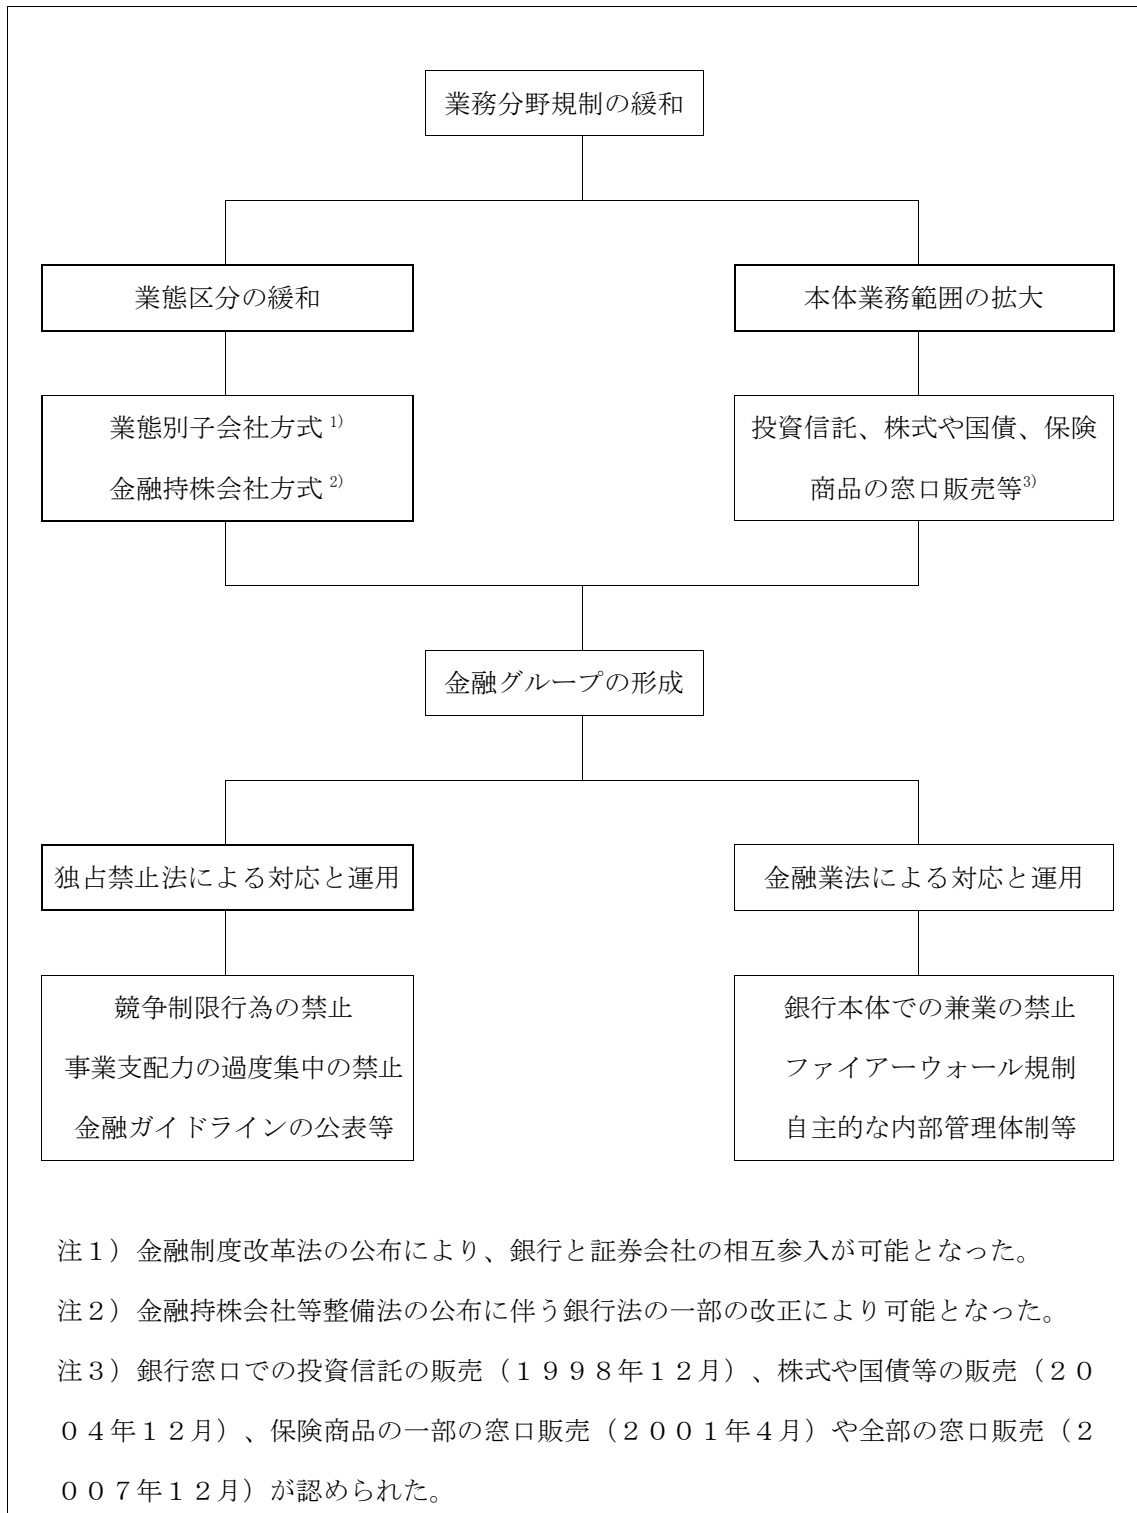 業務分野規制の緩和
業態区分の緩和
本体業務範囲の拡大
業態別子会社方式 1)
金融持株会社方式 2)
投資信託、株式や国債、保険
商品の窓口販売等3)
金融グループの形成
独占禁止法による対応と運用
金融業法による対応と運用
競争制限行為の禁止
事業支配力の過度集中の禁止
金融ガイドラインの公表等
銀行本体での兼業の禁止
ファイアーウォール規制
自主的な内部管理体制等
注１）金融制度改革法の公布により、銀行と証券会社の相互参入が可能となった。
注２）金融持株会社等整備法の公布に伴う銀行法の一部の改正により可能となった。
注３）銀行窓口での投資信託の販売（１９９８年１２月）、株式や国債等の販売（２０
０４年１２月）、保険商品の一部の窓口販売（２００１年４月）や全部の窓口販売（２
００７年１２月）が認められた。